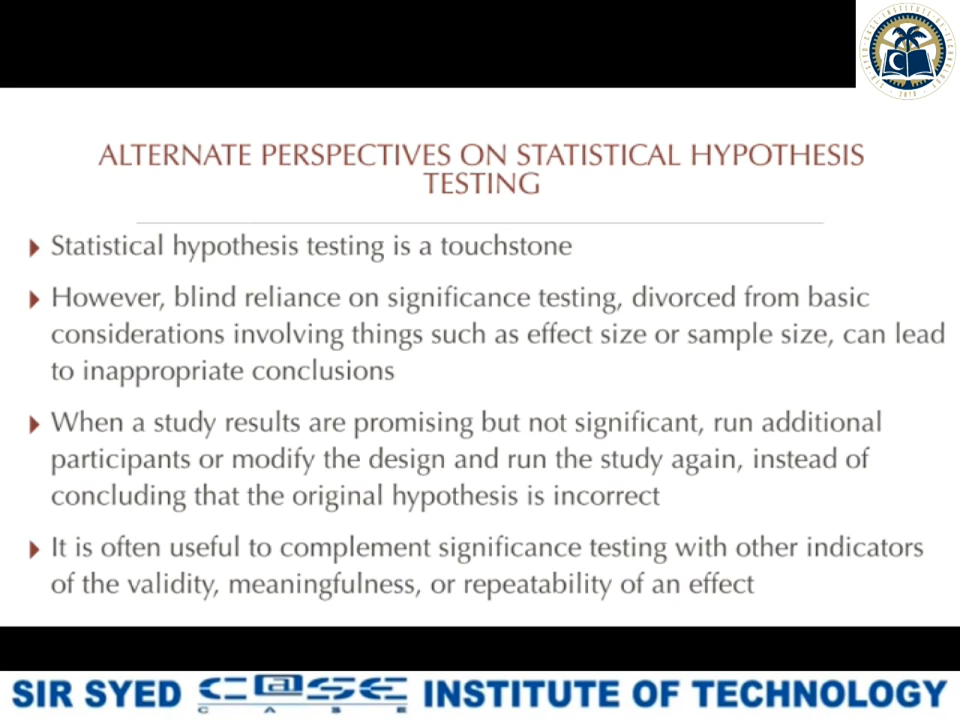 ALTERNATE PERSPECTIVES ON STATISTICAL HYPOTHESIS
TESTING
Statistical hypothesis testing is a touchstone
However, blind reliance on significance testing, divorced from basic
considerations involving things such as effect size or sample size, can lead
to inappropriate conclusions
When a study results are promising but not significant, run additional
participants or modify the design and run the study again, instead of
concluding that the original hypothesis is incorrect
It is often useful to complement significance testing with other indicators
of the validity, meaningfulness, or repeatability of an effect
SIR SYED C@SE INSTITUTE OF TECHNOLOGY
C A S E